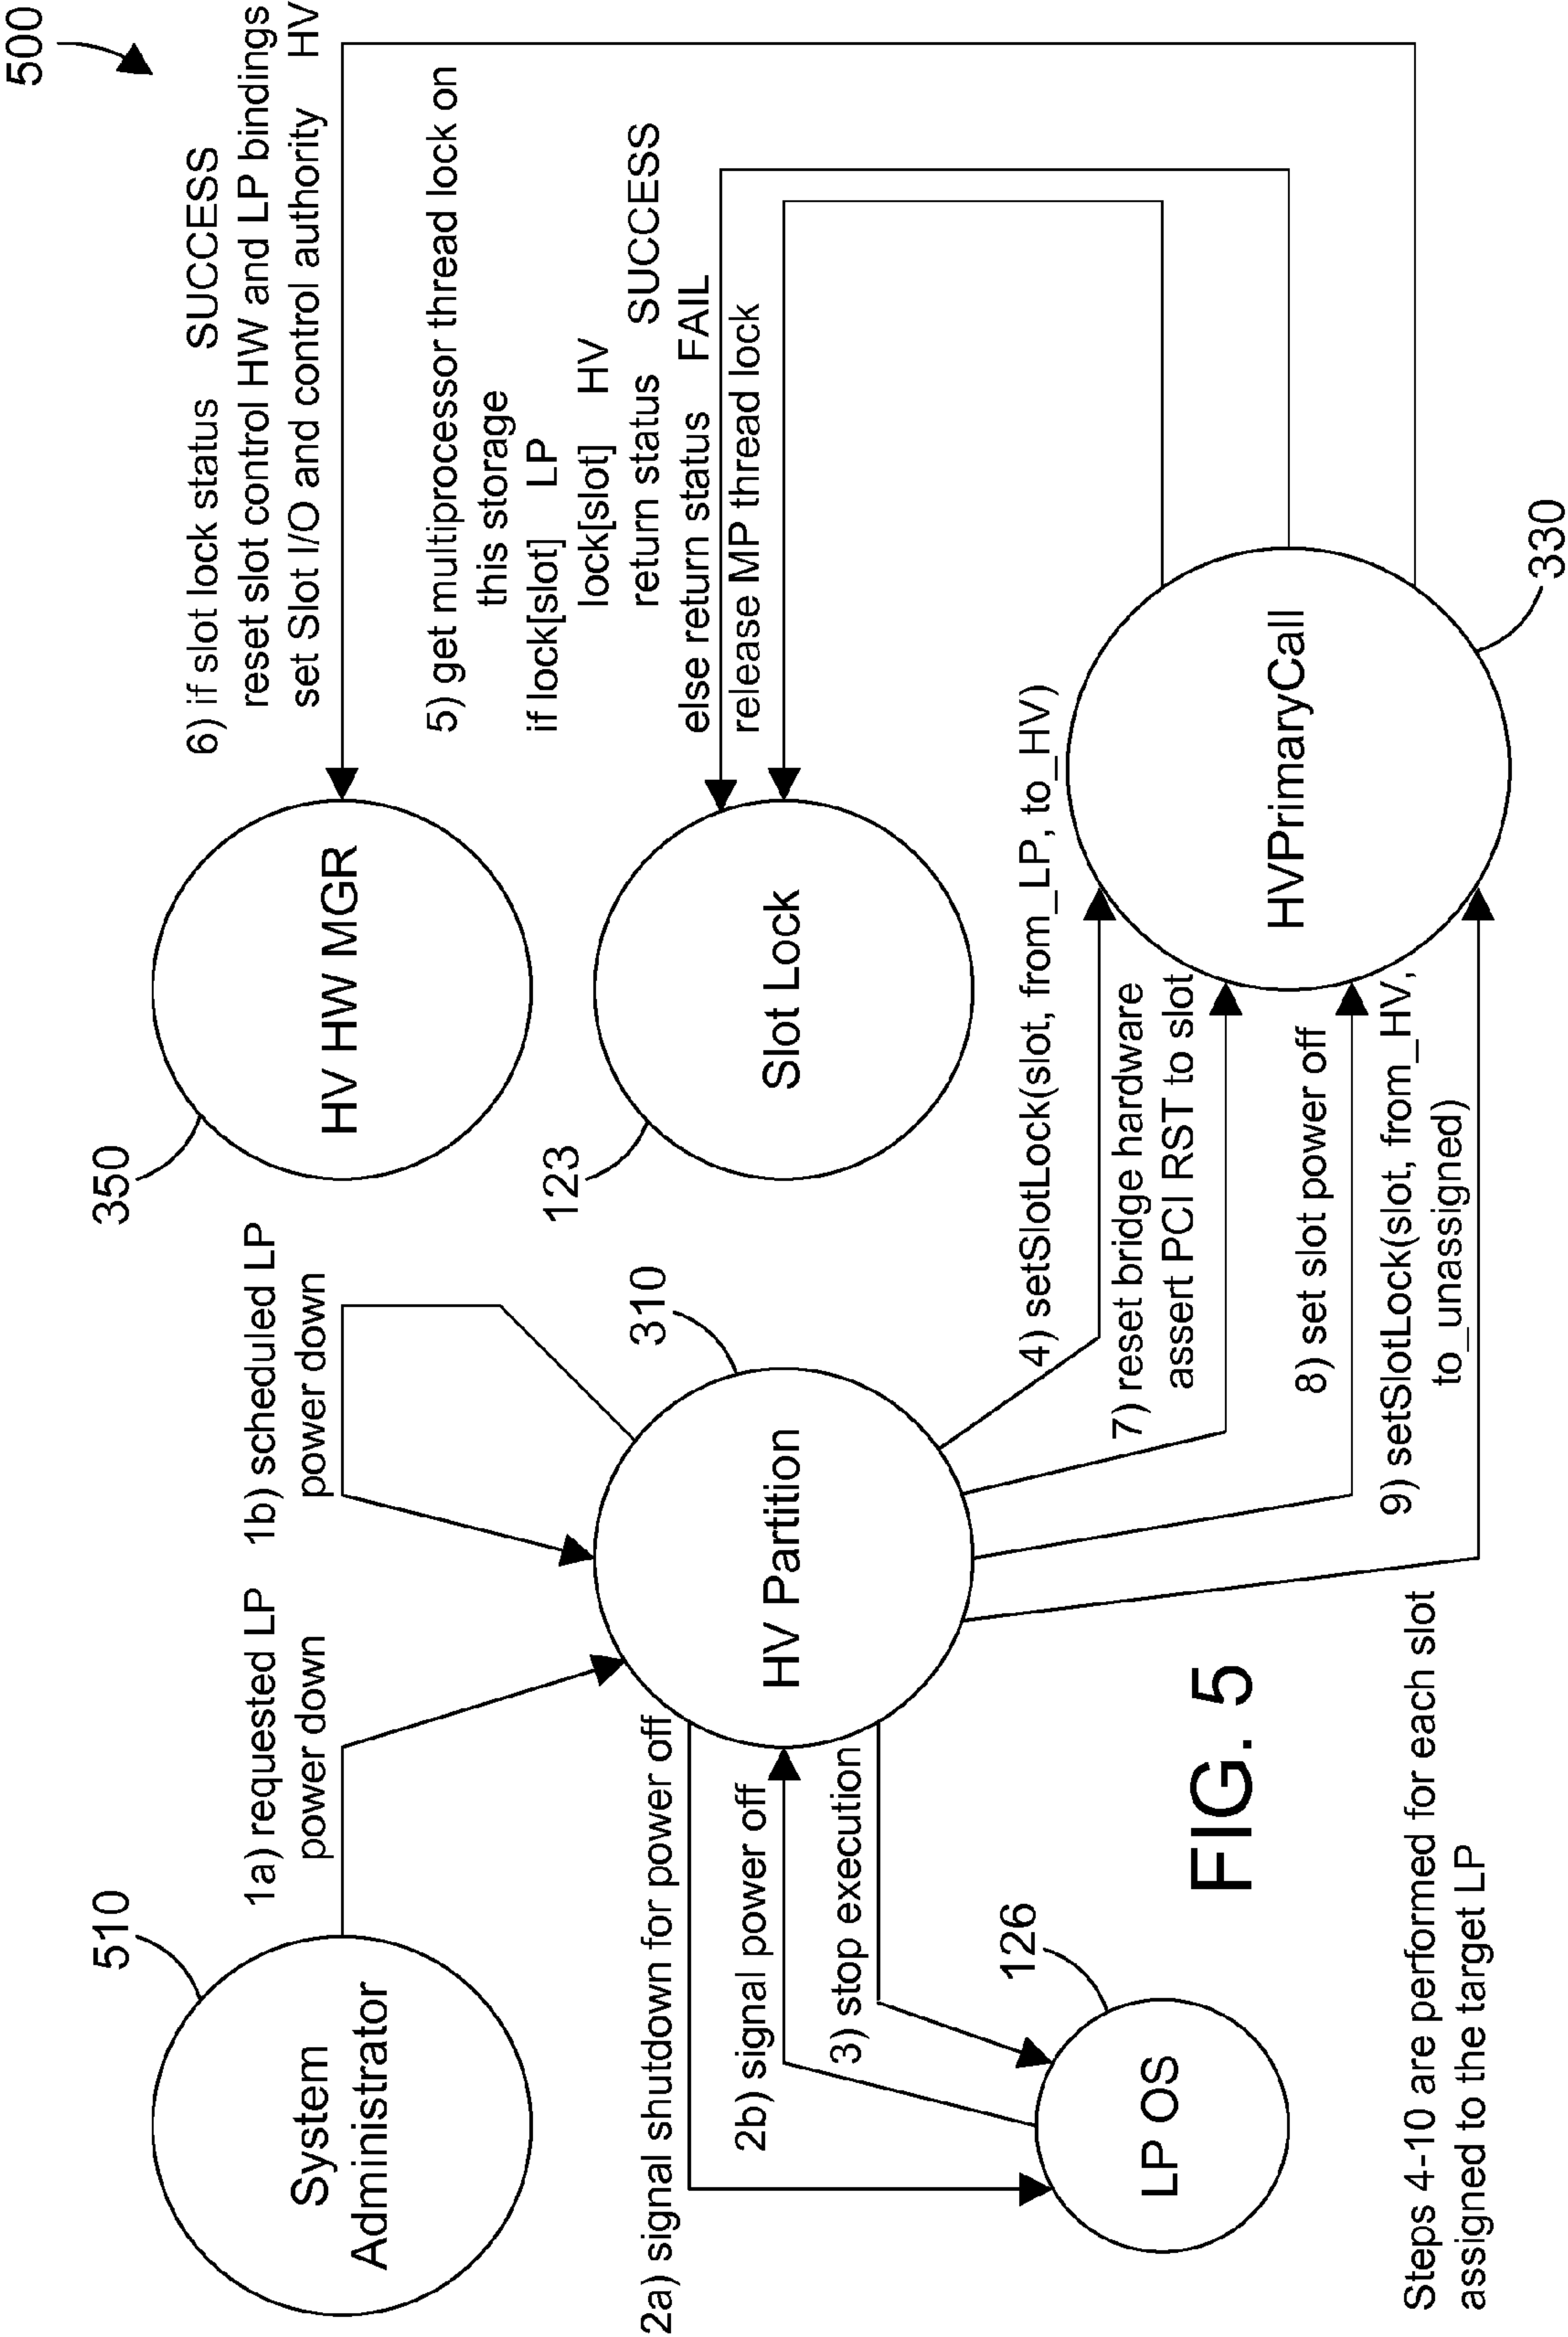 500
510
System
Administrator
1a) requested LP
power down
1b) scheduled LP
power down
350
HV HW MGR
6) if slot lock status SUCCESS
reset slot control HW and LP bindings
set Slot I/O and control authority HV
2a) signal shutdown for power off
2b) signal power off
3) stop execution
126
LP OS
310
HV Partition
123
Slot Lock
5) get multiprocessor thread lock on
this storage
if lock[slot] LP
lock[slot] HV
return status SUCCESS
else return status FAIL
release MP thread lock
4) setSlotLock(slot, from_LP, to_HV)
7) reset bridge hardware
assert PCI RST to slot
8) set slot power off
9) setSlotLock(slot, from_HV,
to_unassigned)
HVPrimaryCall
330
FIG. 5
Steps 4-10 are performed for each slot
assigned to the target LP